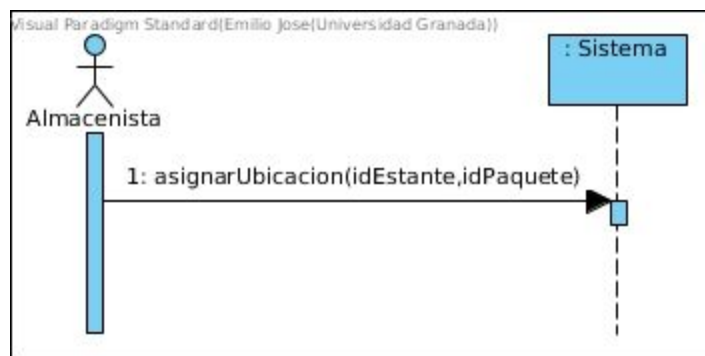 Visual Paradigm Standard(Emilio Jose(Universidad Granada))
: Sistema
Almacenista
1: asignarUbicacion(idEstante,idPaquete)